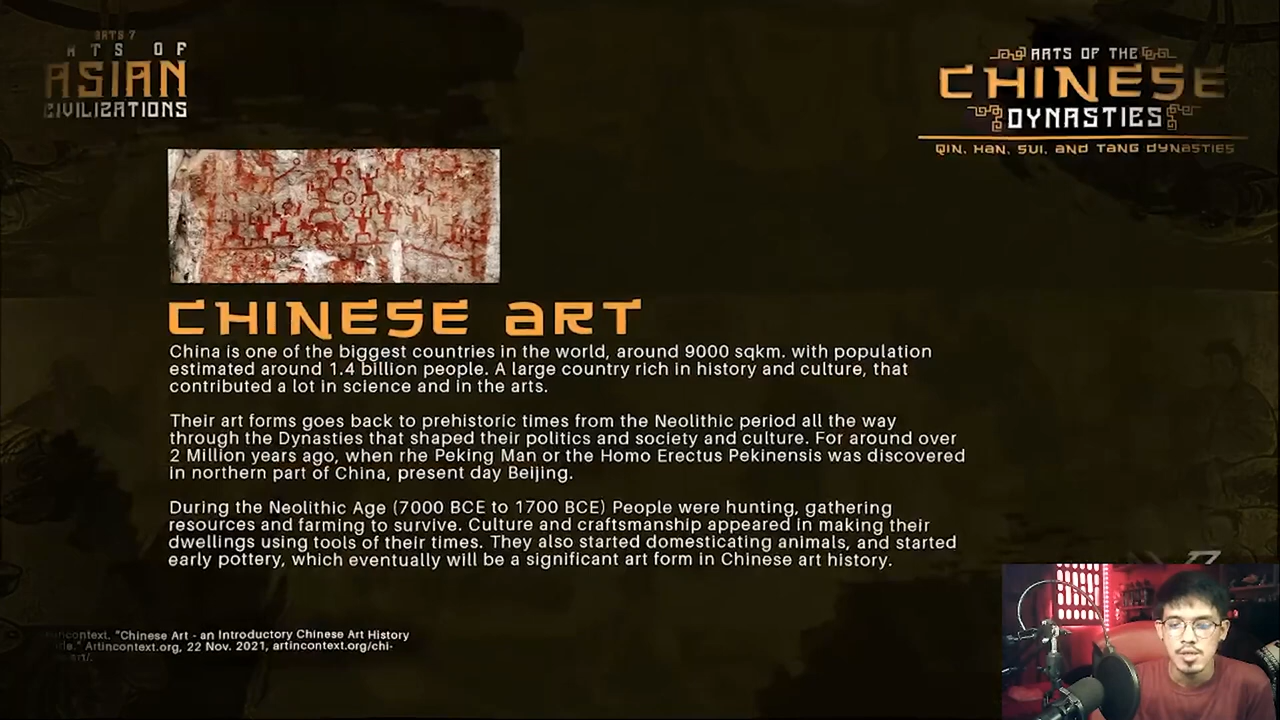 ARTS 7
ARTS OF
ASIAN
CIVILIZATIONS
ARTS OF THE
CHINESE
DYNASTIES
QIN, HAN, SUI, AND TANG DYNASTIES
CHINESE ART
China is one of the biggest countries in the world, around 9000 sqkm. with population
estimated around 1.4 billion people. A large country rich in history and culture, that
contributed a lot in science and in the arts.
Their art forms goes back to prehistoric times from the Neolithic period all the way
through the Dynasties that shaped their politics and society and culture. For around over
2 Million years ago, when rhe Peking Man or the Homo Erectus Pekinensis was discovered
in northern part of China, present day Beijing.
During the Neolithic Age (7000 BCE to 1700 BCE) People were hunting, gathering
resources and farming to survive. Culture and craftsmanship appeared in making their
dwellings using tools of their times. They also started domesticating animals, and started
early pottery, which eventually will be a significant art form in Chinese art history.
"Chinese Art - an Introductory Chinese Art History
Artincontext.org, 22 Nov. 2021, artincontext.org/chi-